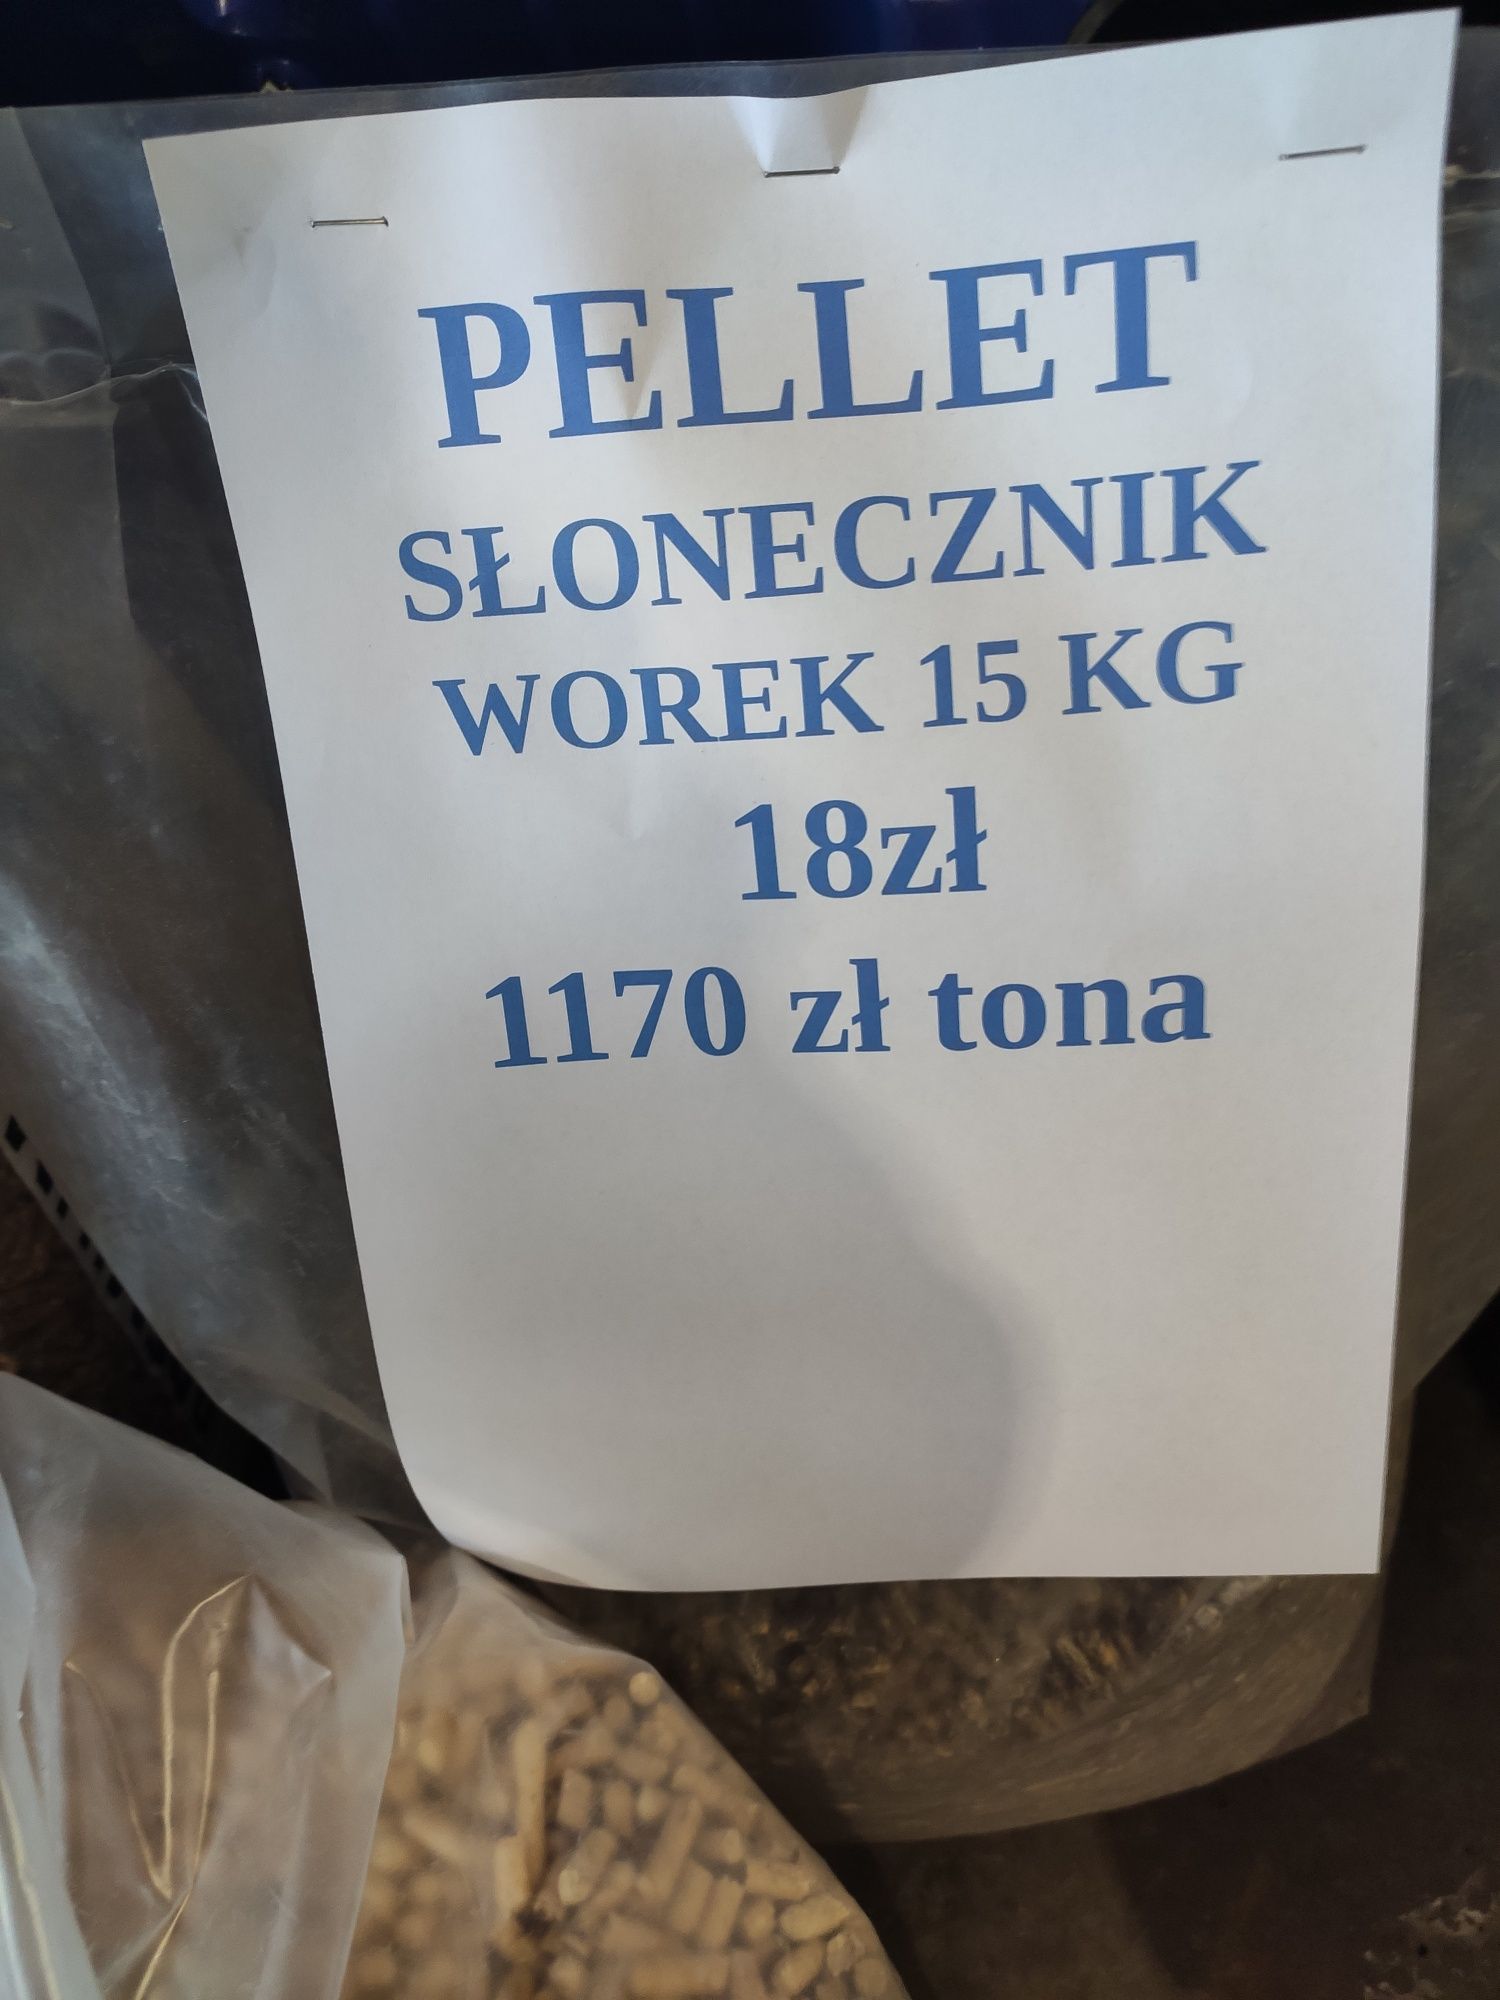 PELLET
SŁONECZNIK
WOREK 15 KG
18zł
1170 zł tona